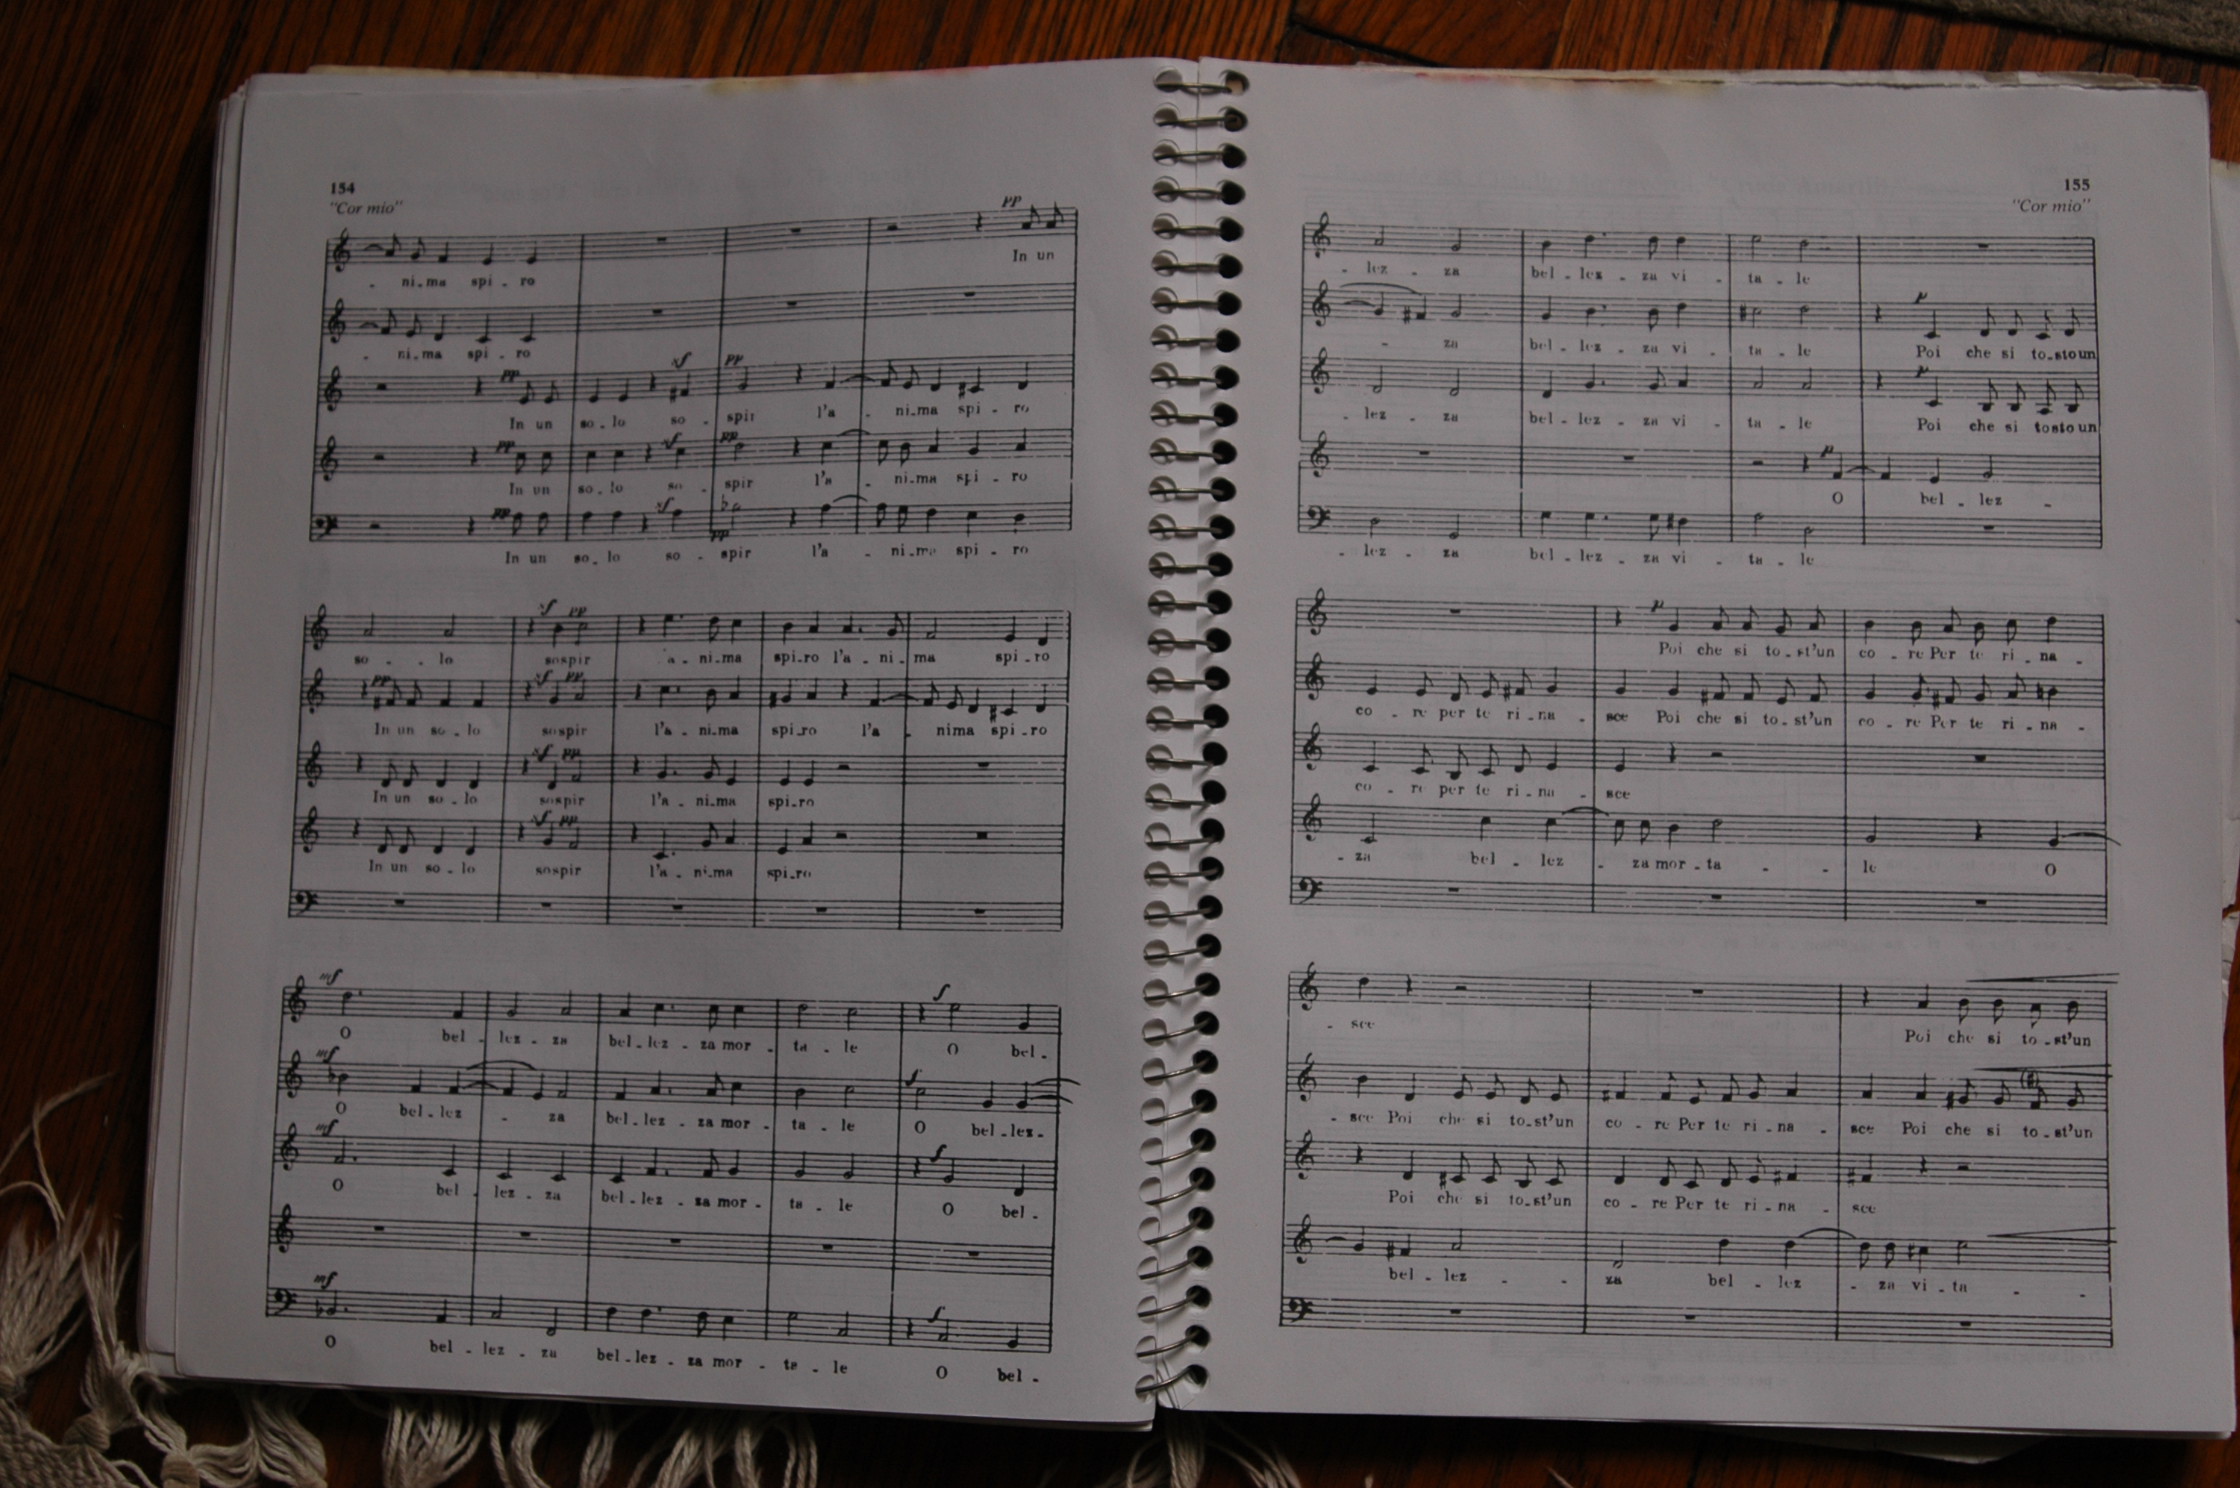 154
"Cor mio"
In un
- ni-ma spi - ro
- ni-ma spi - ro
In un so - lo so - spir l'a - ni-ma spi - ro
In un so - lo so - spir l'a - ni-ma spi - ro
In un so - lo so - spir l'a - ni-ma spi - ro
so - lo sospir l'a - ni-ma spi-ro l'a - ni - ma spi-ro
In un so - lo sospir l'a - ni-ma spi-ro l'a - nima spi-ro
In un so - lo sospir l'a - ni-ma spi-ro
In un so - lo sospir l'a - ni-ma spi-ro
O bel - lez - za bel-lez - za mor - ta - le O bel -
O bel-lez - za bel-lez - za mor - ta - le O bel-lez-
O bel - lez - za bel-lez - za mor - ta - le O bel -
O bel - lez - za bel-lez - za mor - ta - le O bel -
155
"Cor mio"
- lez - za bel - lez - za vi - ta - le
- za bel - lez - za vi - ta - le Poi che si to-sto un
- lez - za bel - lez - za vi - ta - le Poi che si tosto un
O bel - lez -
- lez - za bel - lez - za vi - ta - le
Poi che si to-st'un co - re Per te ri - na -
co - re per te ri - na - sce Poi che si to-st'un co - re Per te ri - na -
co - re per te ri - na - sce
- za bel - lez - za mor - ta - le O
- sce Poi che si to - st'un
- sce Poi che si to-st'un co - re Per te ri - na - sce Poi che si to - st'un
Poi che si to-st'un co - re Per te ri - na - sce
bel - lez - za bel - lez - za vi - ta -